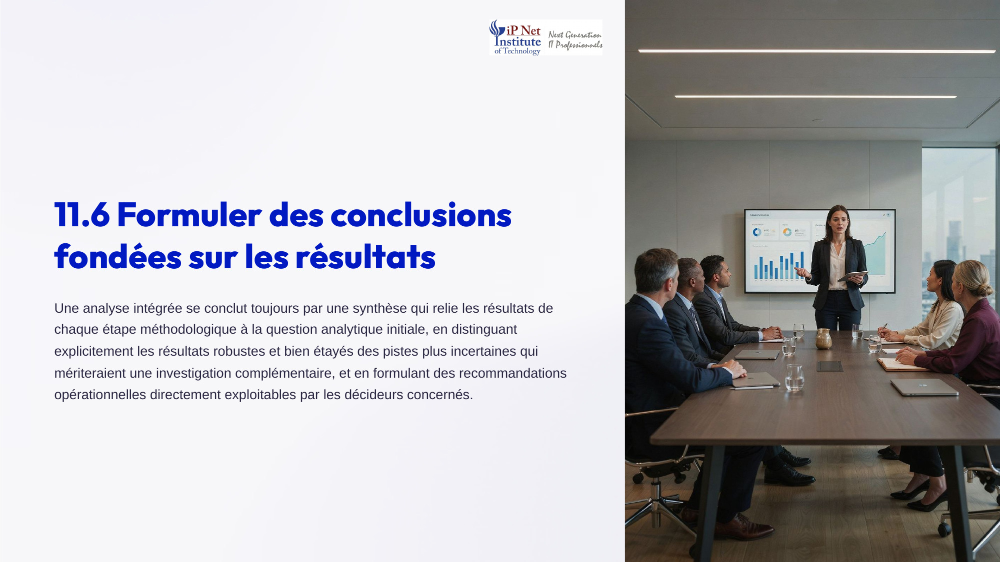 iP Net
Institute
of Technology
Next Generation
IT Professionnels
11.6 Formuler des conclusions
fondées sur les résultats
Une analyse intégrée se conclut toujours par une synthèse qui relie les résultats de
chaque étape méthodologique à la question analytique initiale, en distinguant
explicitement les résultats robustes et bien étayés des pistes plus incertaines qui
mériteraient une investigation complémentaire, et en formulant des recommandations
opérationnelles directement exploitables par les décideurs concernés.